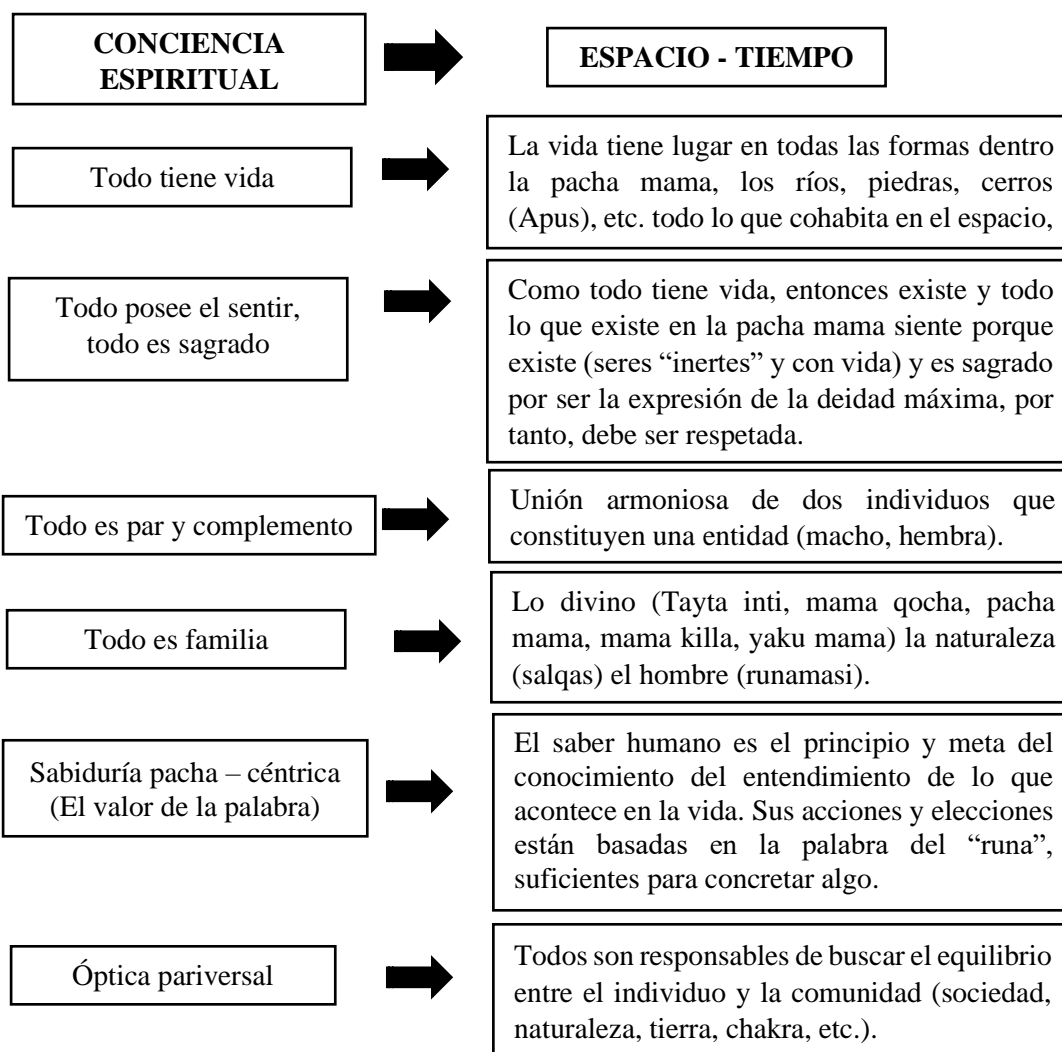 CONCIENCIA
ESPIRITUAL
ESPACIO - TIEMPO
Todo tiene vida
La vida tiene lugar en todas las formas dentro
la pacha mama, los ríos, piedras, cerros
(Apus), etc. todo lo que cohabita en el espacio,
Todo posee el sentir,
todo es sagrado
Como todo tiene vida, entonces existe y todo
lo que existe en la pacha mama siente porque
existe (seres “inertes” y con vida) y es sagrado
por ser la expresión de la deidad máxima, por
tanto, debe ser respetada.
Todo es par y complemento
Unión armoniosa de dos individuos que
constituyen una entidad (macho, hembra).
Todo es familia
Lo divino (Tayta inti, mama qocha, pacha
mama, mama killa, yaku mama) la naturaleza
(salqas) el hombre (runamasi).
Sabiduría pacha – céntrica
(El valor de la palabra)
El saber humano es el principio y meta del
conocimiento del entendimiento de lo que
acontece en la vida. Sus acciones y elecciones
están basadas en la palabra del “runa”,
suficientes para concretar algo.
Óptica pariversal
Todos son responsables de buscar el equilibrio
entre el individuo y la comunidad (sociedad,
naturaleza, tierra, chakra, etc.).